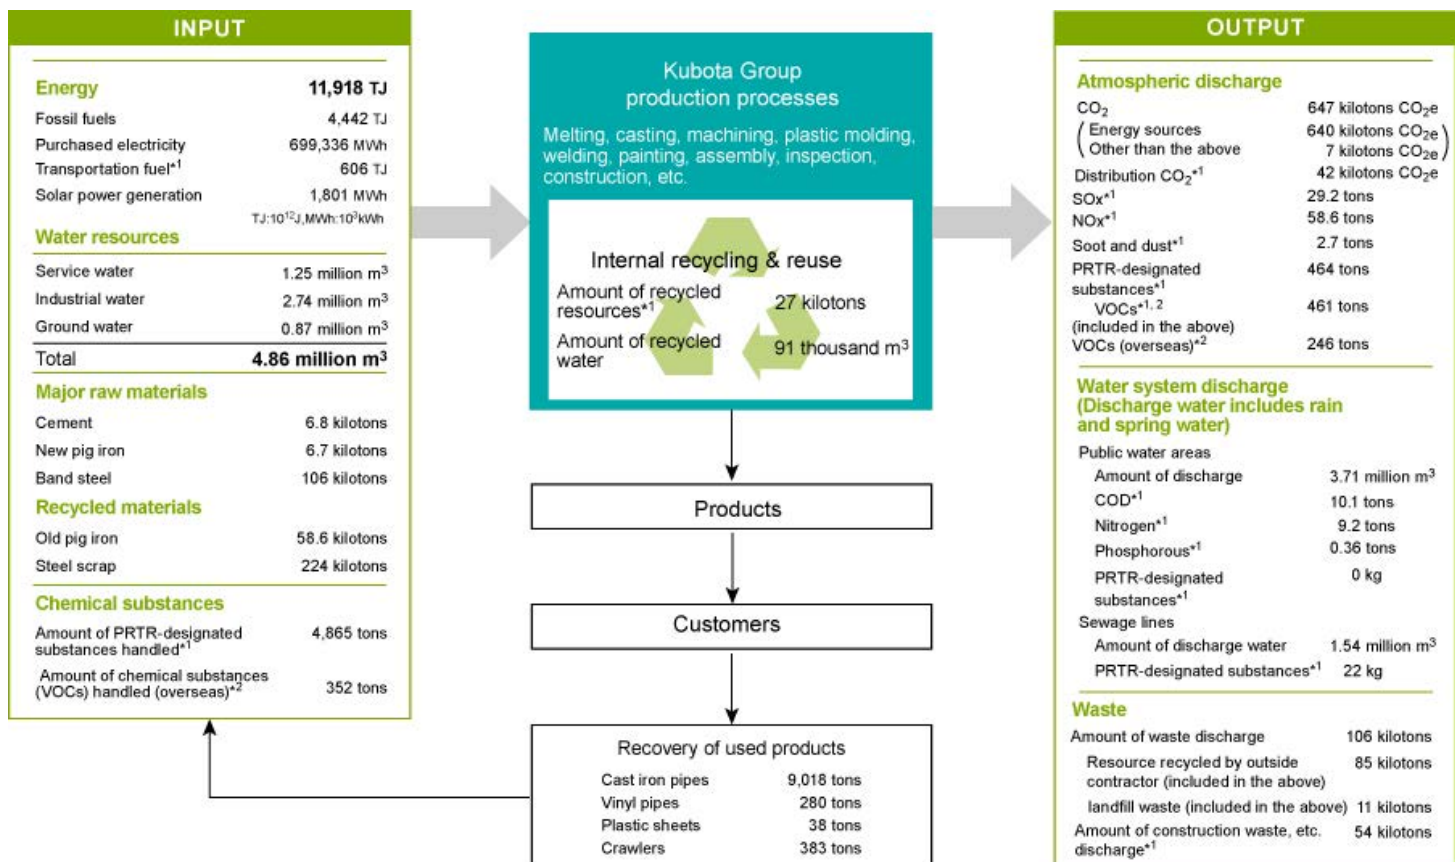 INPUT
Energy 11,918 TJ
Fossil fuels 4,442 TJ
Purchased electricity 699,336 MWh
Transportation fuel*1 606 TJ
Solar power generation 1,801 MWh
TJ:10¹²J,MWh:10³kWh
Water resources
Service water 1.25 million m³
Industrial water 2.74 million m³
Ground water 0.87 million m³
Total 4.86 million m³
Major raw materials
Cement 6.8 kilotons
New pig iron 6.7 kilotons
Band steel 106 kilotons
Recycled materials
Old pig iron 58.6 kilotons
Steel scrap 224 kilotons
Chemical substances
Amount of PRTR-designated
substances handled*1 4,865 tons
Amount of chemical substances
(VOCs) handled (overseas)*2 352 tons
Kubota Group
production processes
Melting, casting, machining, plastic molding,
welding, painting, assembly, inspection,
construction, etc.
Internal recycling & reuse
Amount of recycled
resources*1 27 kilotons
Amount of recycled
water 91 thousand m³
Products
Customers
Recovery of used products
Cast iron pipes 9,018 tons
Vinyl pipes 280 tons
Plastic sheets 38 tons
Crawlers 383 tons
OUTPUT
Atmospheric discharge
CO₂ 647 kilotons CO₂e
(Energy sources 640 kilotons CO₂e
Other than the above 7 kilotons CO₂e)
Distribution CO₂*1 42 kilotons CO₂e
SOx*1 29.2 tons
NOx*1 58.6 tons
Soot and dust*1 2.7 tons
PRTR-designated 464 tons
substances*1
VOCs*1, 2 461 tons
(included in the above)
VOCs (overseas)*2 246 tons
Water system discharge
(Discharge water includes rain
and spring water)
Public water areas
Amount of discharge 3.71 million m³
COD*1 10.1 tons
Nitrogen*1 9.2 tons
Phosphorous*1 0.36 tons
PRTR-designated 0 kg
substances*1
Sewage lines
Amount of discharge water 1.54 million m³
PRTR-designated substances*1 22 kg
Waste
Amount of waste discharge 106 kilotons
Resource recycled by outside 85 kilotons
contractor (included in the above)
landfill waste (included in the above) 11 kilotons
Amount of construction waste, etc. 54 kilotons
discharge*1